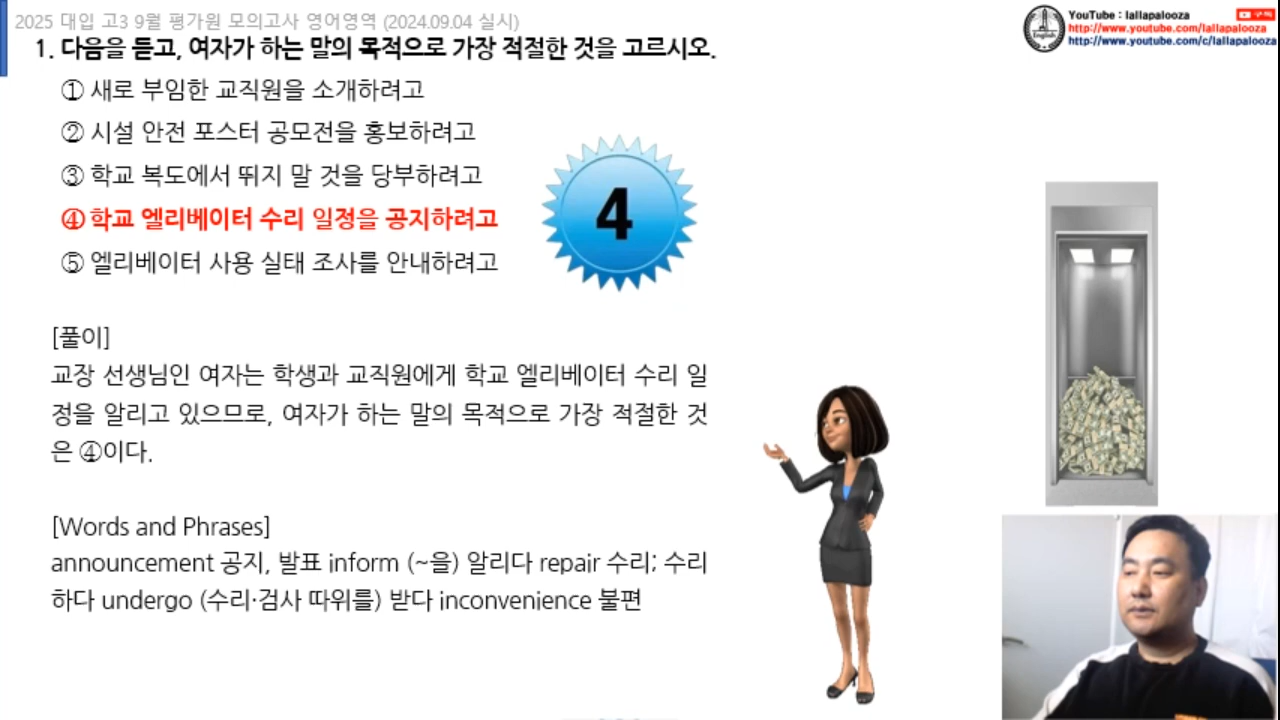 2025 대입 고3 9월 평가원 모의고사 영어영역 (2024.09.04 실시)
1. 다음을 듣고, 여자가 하는 말의 목적으로 가장 적절한 것을 고르시오.
① 새로 부임한 교직원을 소개하려고
② 시설 안전 포스터 공모전을 홍보하려고
③ 학교 복도에서 뛰지 말 것을 당부하려고
④ 학교 엘리베이터 수리 일정을 공지하려고
⑤ 엘리베이터 사용 실태 조사를 안내하려고
4
[풀이]
교장 선생님인 여자는 학생과 교직원에게 학교 엘리베이터 수리 일
정을 알리고 있으므로, 여자가 하는 말의 목적으로 가장 적절한 것
은 ④이다.
[Words and Phrases]
announcement 공지, 발표 inform (~을) 알리다 repair 수리; 수리
하다 undergo (수리·검사 따위를) 받다 inconvenience 불편
English
YouTube : lallapalooza
구독
http://www.youtube.com/lallapalooza
http://www.youtube.com/c/lallapalooza